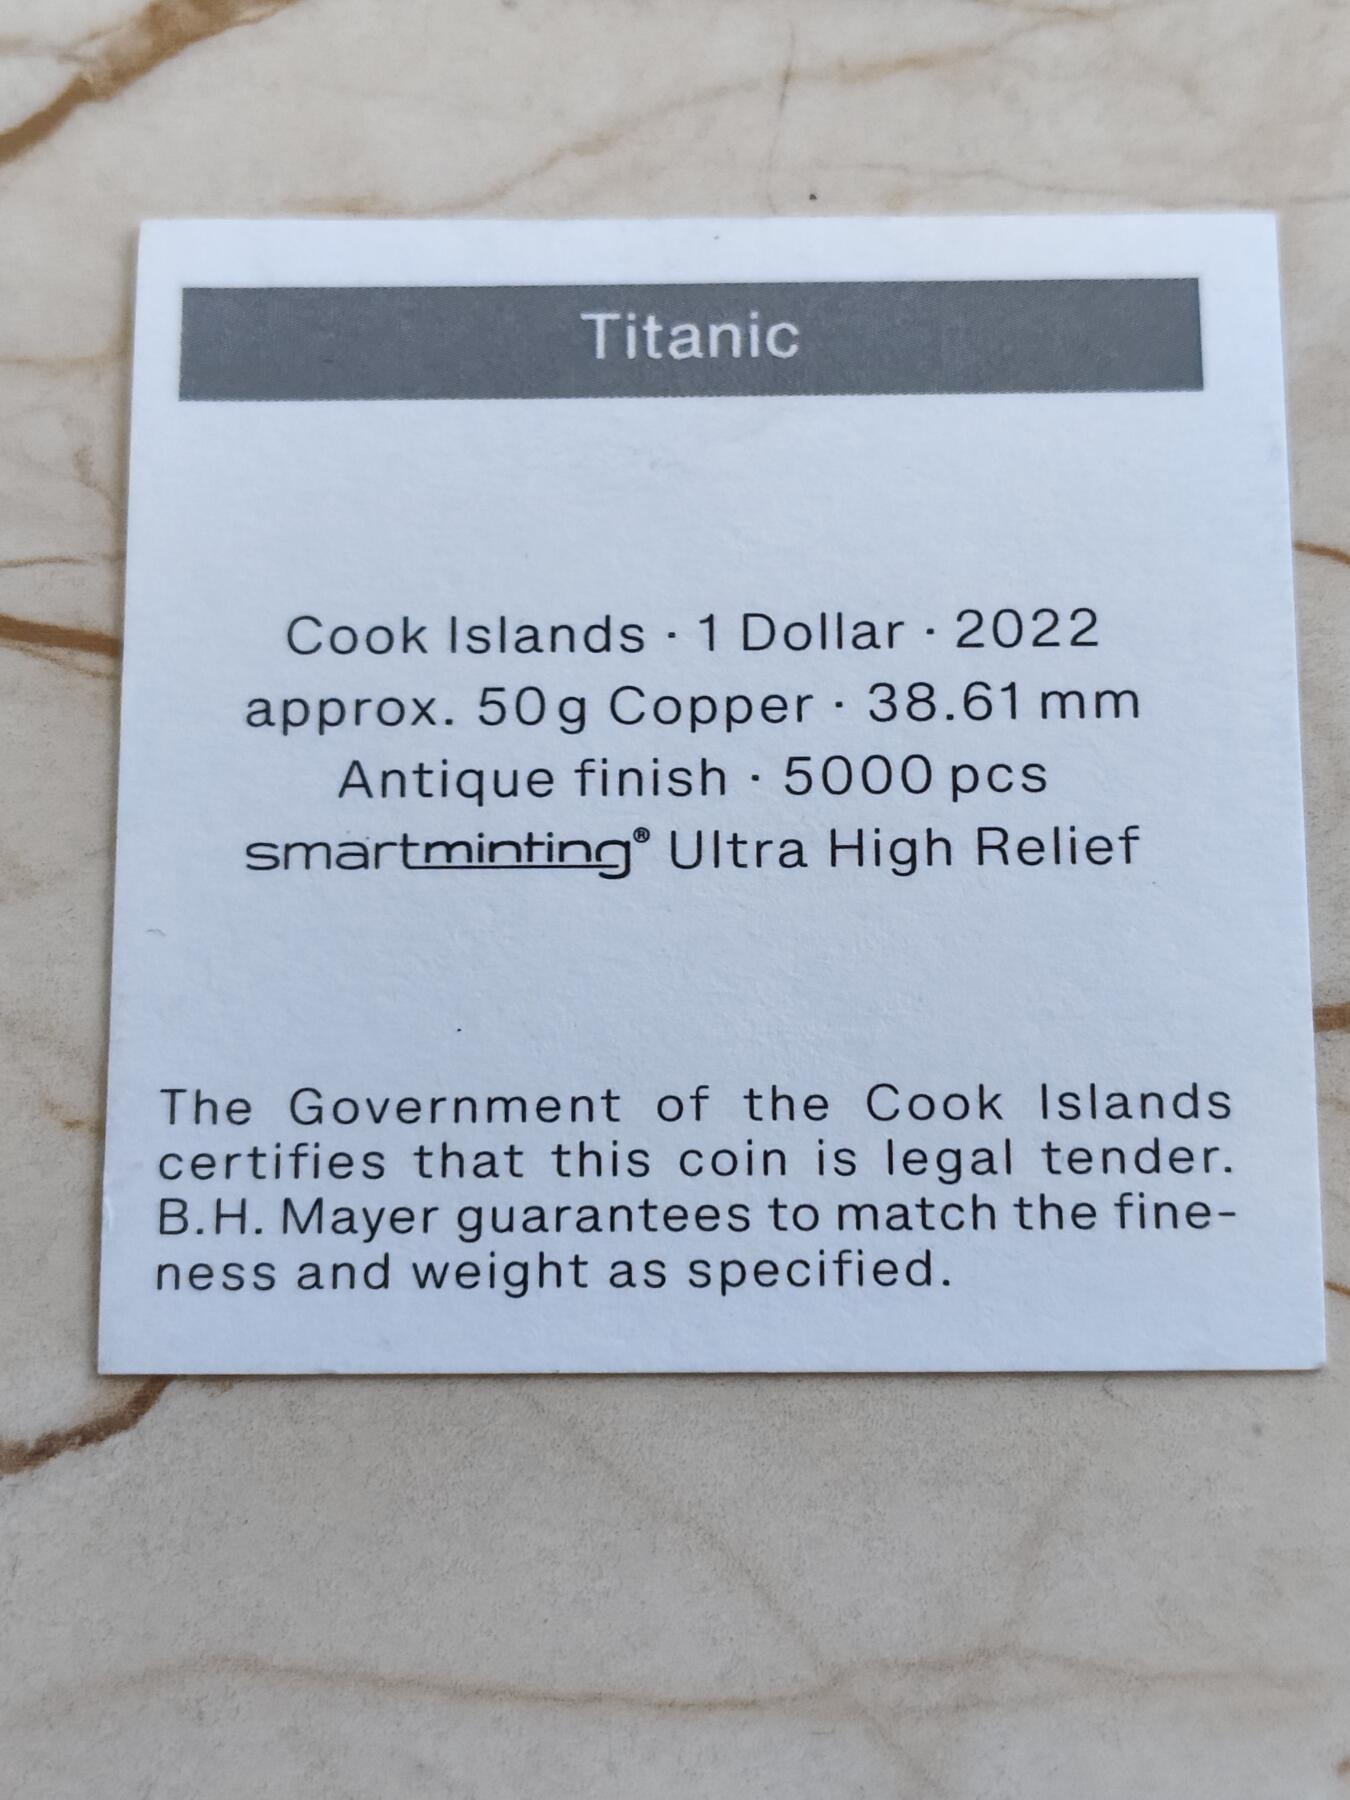 Titanic
Cook Islands · 1 Dollar · 2022
approx. 50g Copper · 38.61 mm
Antique finish · 5000 pcs
smartminting® Ultra High Relief
The Government of the Cook Islands
certifies that this coin is legal tender.
B.H. Mayer guarantees to match the fine-
ness and weight as specified.